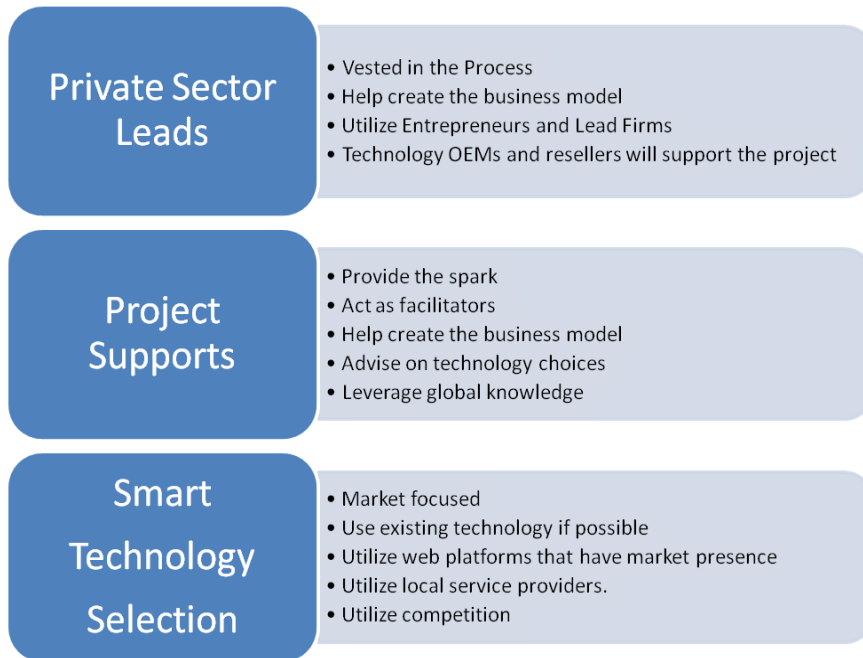 Private Sector
Leads
• Vested in the Process
• Help create the business model
• Utilize Entrepreneurs and Lead Firms
• Technology OEMs and resellers will support the project
Project
Supports
• Provide the spark
• Act as facilitators
• Help create the business model
• Advise on technology choices
• Leverage global knowledge
Smart
Technology
Selection
• Market focused
• Use existing technology if possible
• Utilize web platforms that have market presence
• Utilize local service providers.
• Utilize competition